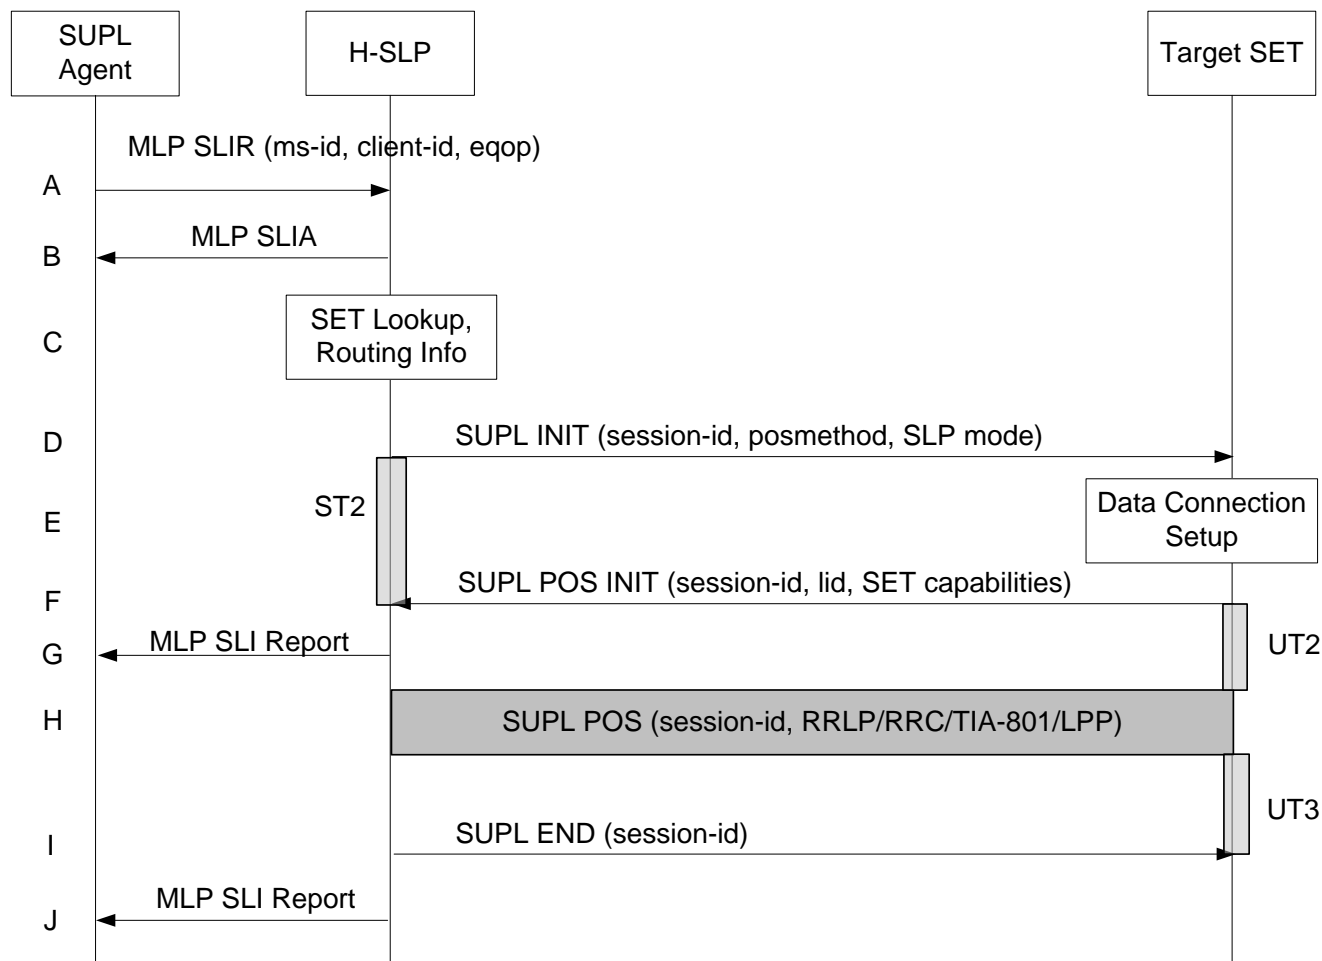 SUPL
Agent
H-SLP
Target SET
MLP SLIR (ms-id, client-id, eqop)
A
MLP SLIA
B
SET Lookup,
Routing Info
C
SUPL INIT (session-id, posmethod, SLP mode)
D
ST2
Data Connection
Setup
E
SUPL POS INIT (session-id, lid, SET capabilities)
F
MLP SLI Report
G
UT2
H
SUPL POS (session-id, RRLP/RRC/TIA-801/LPP)
UT3
SUPL END (session-id)
I
MLP SLI Report
J